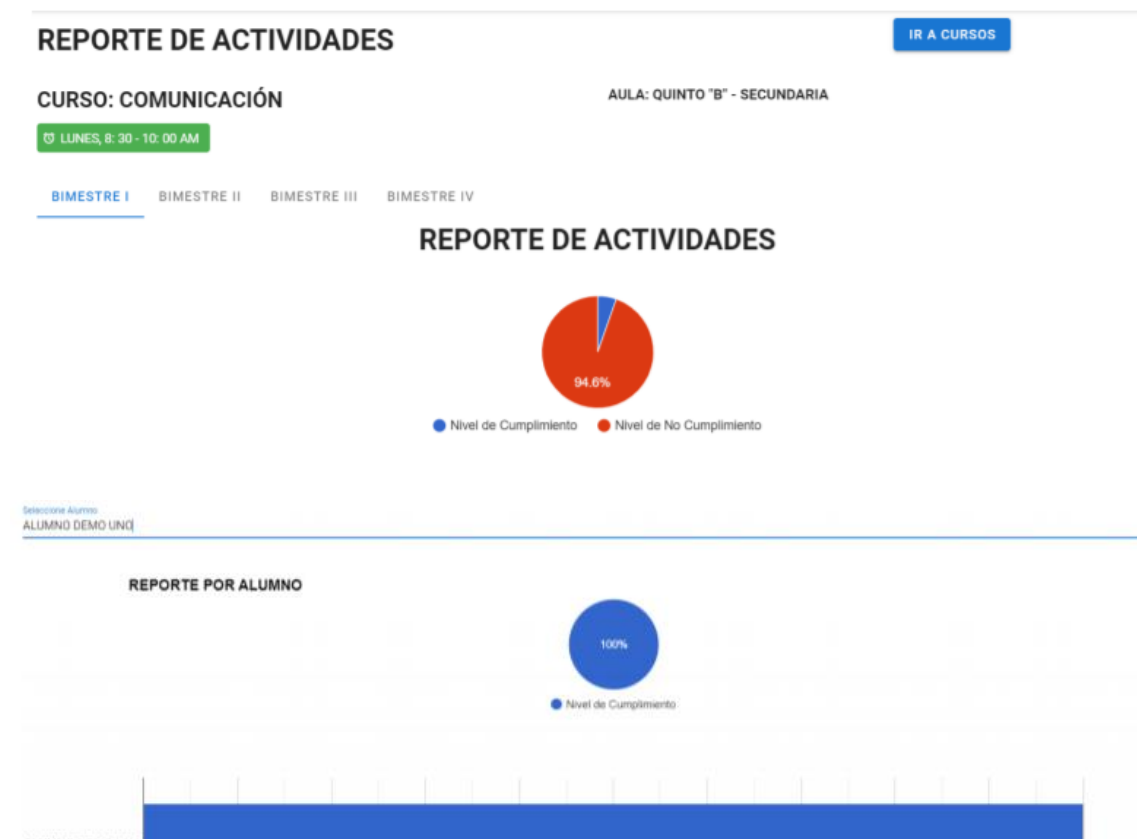 REPORTE DE ACTIVIDADES
IR A CURSOS
CURSO: COMUNICACIÓN
AULA: QUINTO "B" - SECUNDARIA
LUNES, 8: 30 - 10: 00 AM
BIMESTRE I BIMESTRE II BIMESTRE III BIMESTRE IV
REPORTE DE ACTIVIDADES
94.6%
Nivel de Cumplimiento Nivel de No Cumplimiento
Seleccione Alumno
ALUMNO DEMO UNO
REPORTE POR ALUMNO
100%
Nivel de Cumplimiento